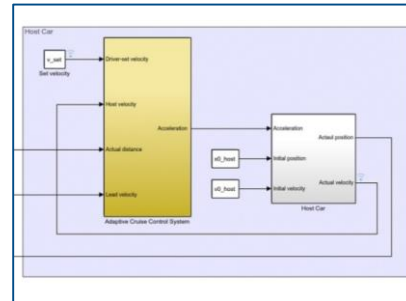 Host Car
v_set
Set velocity
Driver-set velocity
Host velocity
Actual distance
Lead velocity
Acceleration
Adaptive Cruise Control System
x0_host
v0_host
Acceleration
Initial position
Initial velocity
Actual position
Actual velocity
Host Car